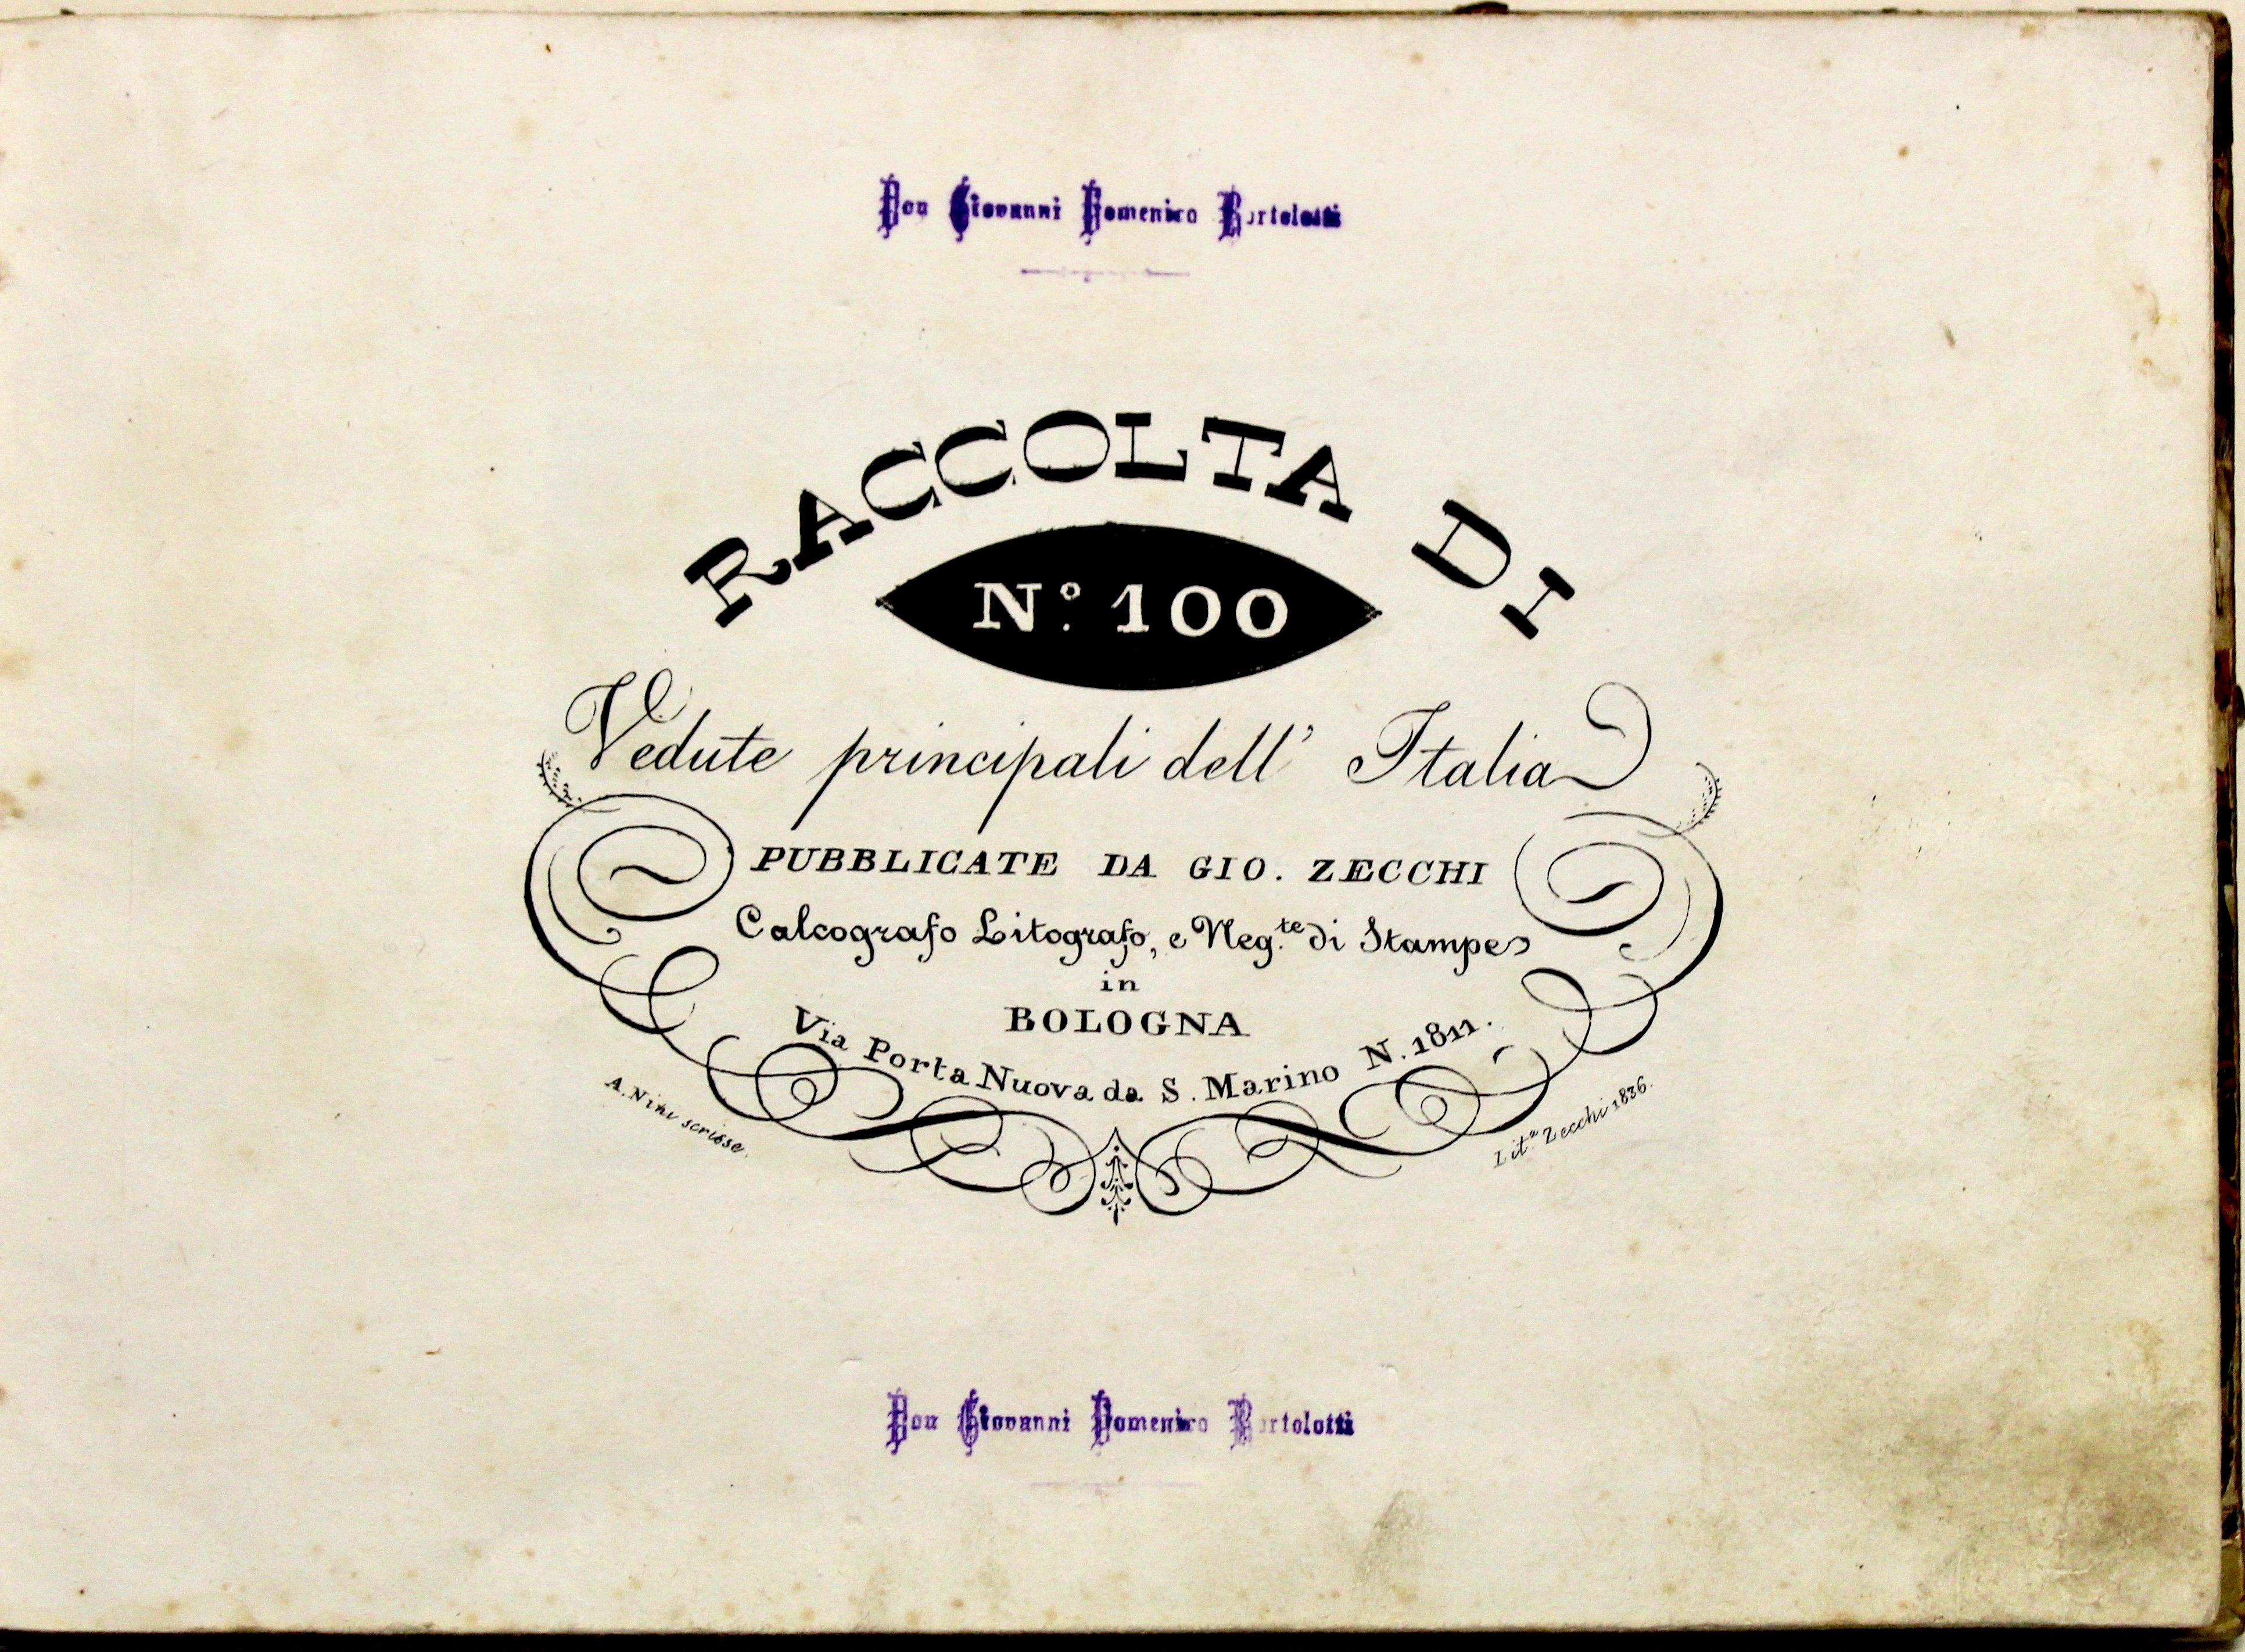 Don Giovanni Domenico Bortolotti
RACCOLTA DI
N.º 100
Vedute principali dell' Italia
PUBBLICATE DA GIO. ZECCHI
Calcografo Litografo, e Neg.te di Stampe
in
BOLOGNA
Via Porta Nuova da S. Marino N. 1811.
A. Nini scrisse.
Lit.a Zecchi 1836.
Don Giovanni Domenico Bortolotti